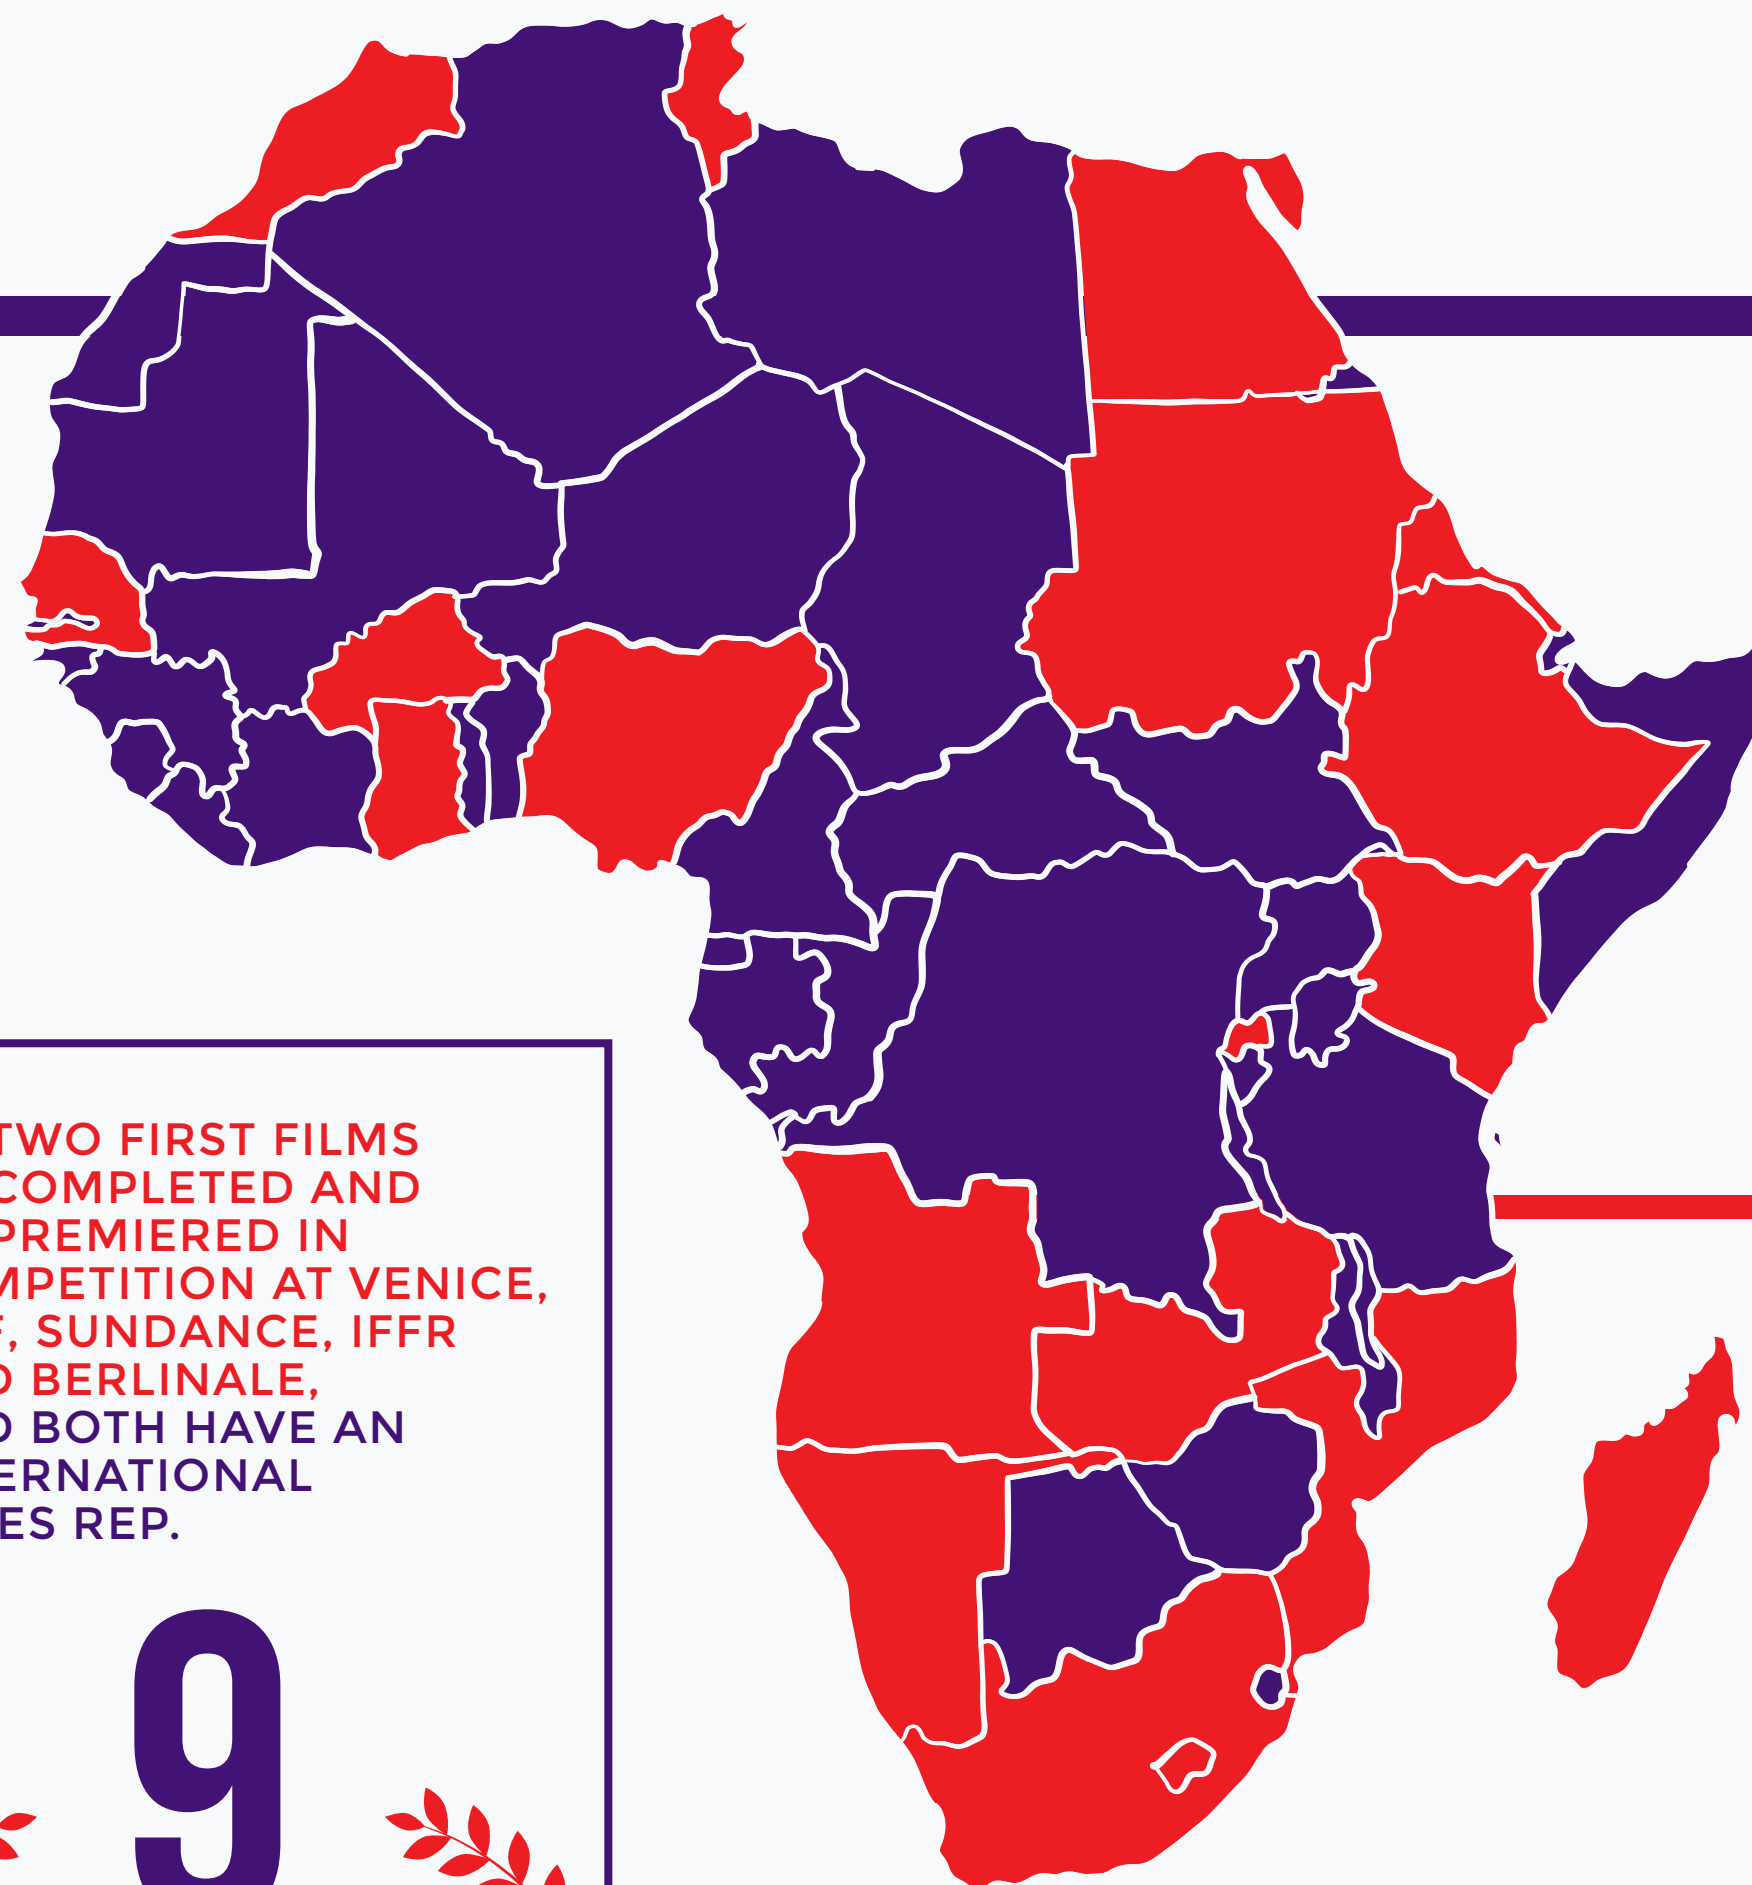 TWO FIRST FILMS
COMPLETED AND
PREMIERED IN
MPETITION AT VENICE,
F, SUNDANCE, IFFR
D BERLINALE,
D BOTH HAVE AN
ERNATIONAL
ES REP.
9